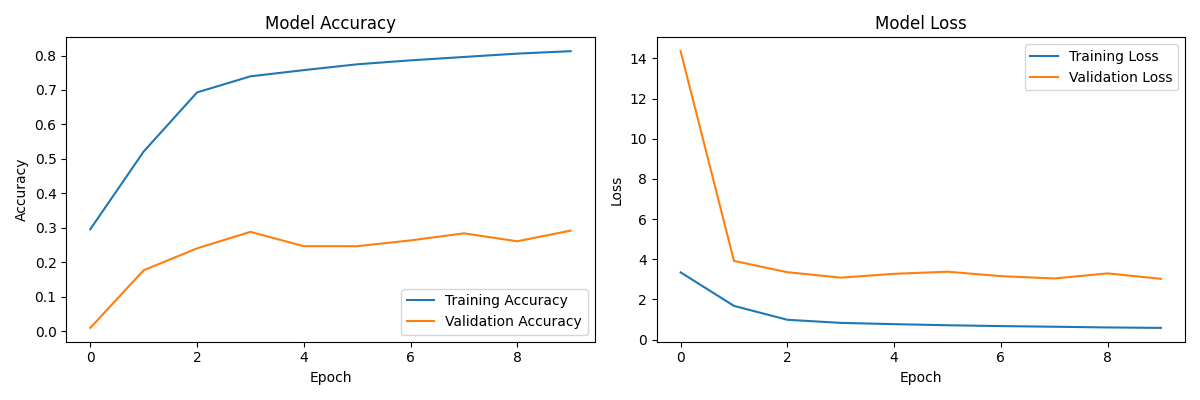 Model Accuracy
Accuracy
0.8
0.7
0.6
0.5
0.4
0.3
0.2
0.1
0.0
Training Accuracy
Validation Accuracy
0 2 4 6 8
Epoch
Model Loss
Loss
14
12
10
8
6
4
2
0
Training Loss
Validation Loss
0 2 4 6 8
Epoch